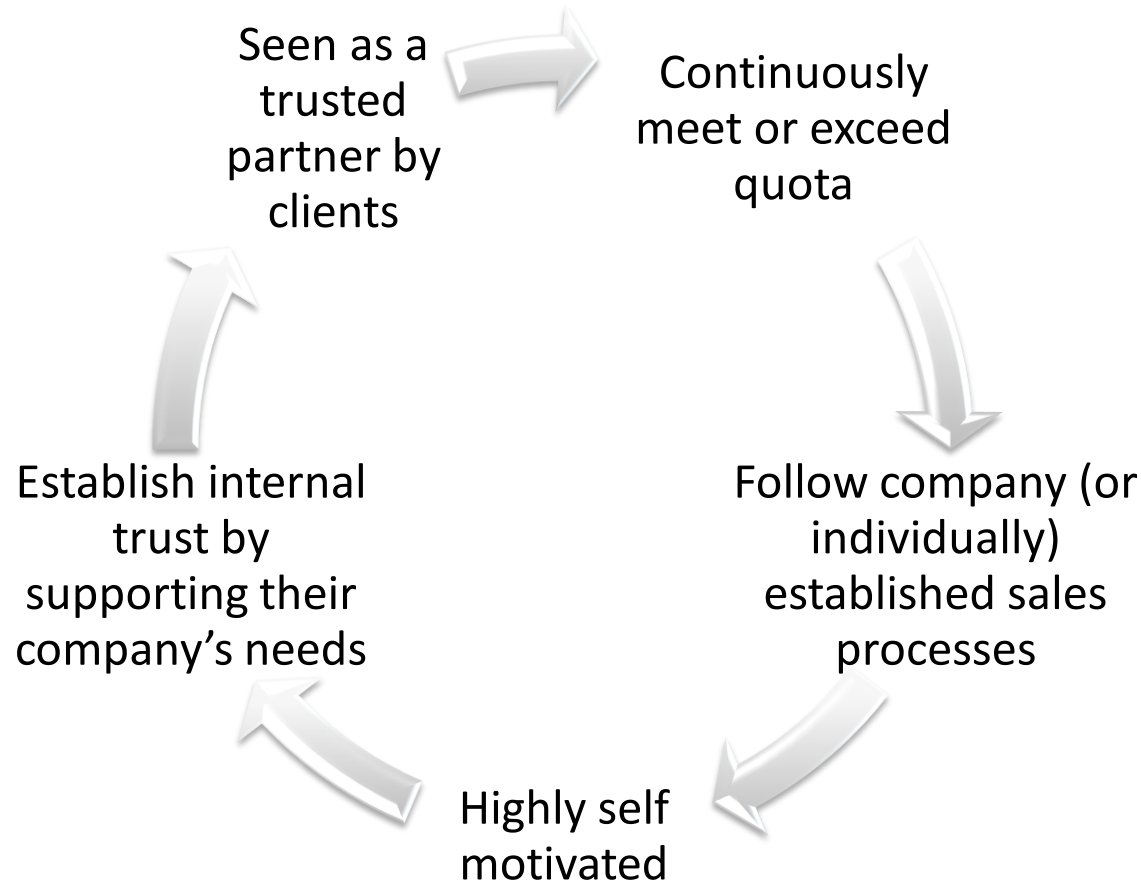 Seen as a
trusted
partner by
clients
Continuously
meet or exceed
quota
Follow company (or
individually)
established sales
processes
Highly self
motivated
Establish internal
trust by
supporting their
company’s needs